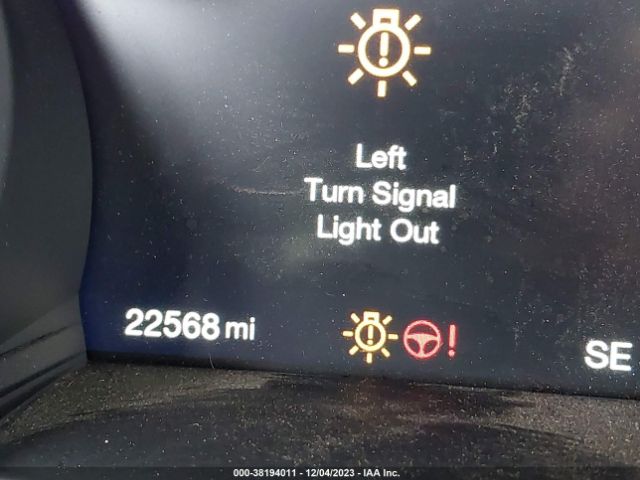 Left
Turn Signal
Light Out
22568 mi
SE
000-38194011 - 12/04/2023 - IAA Inc.